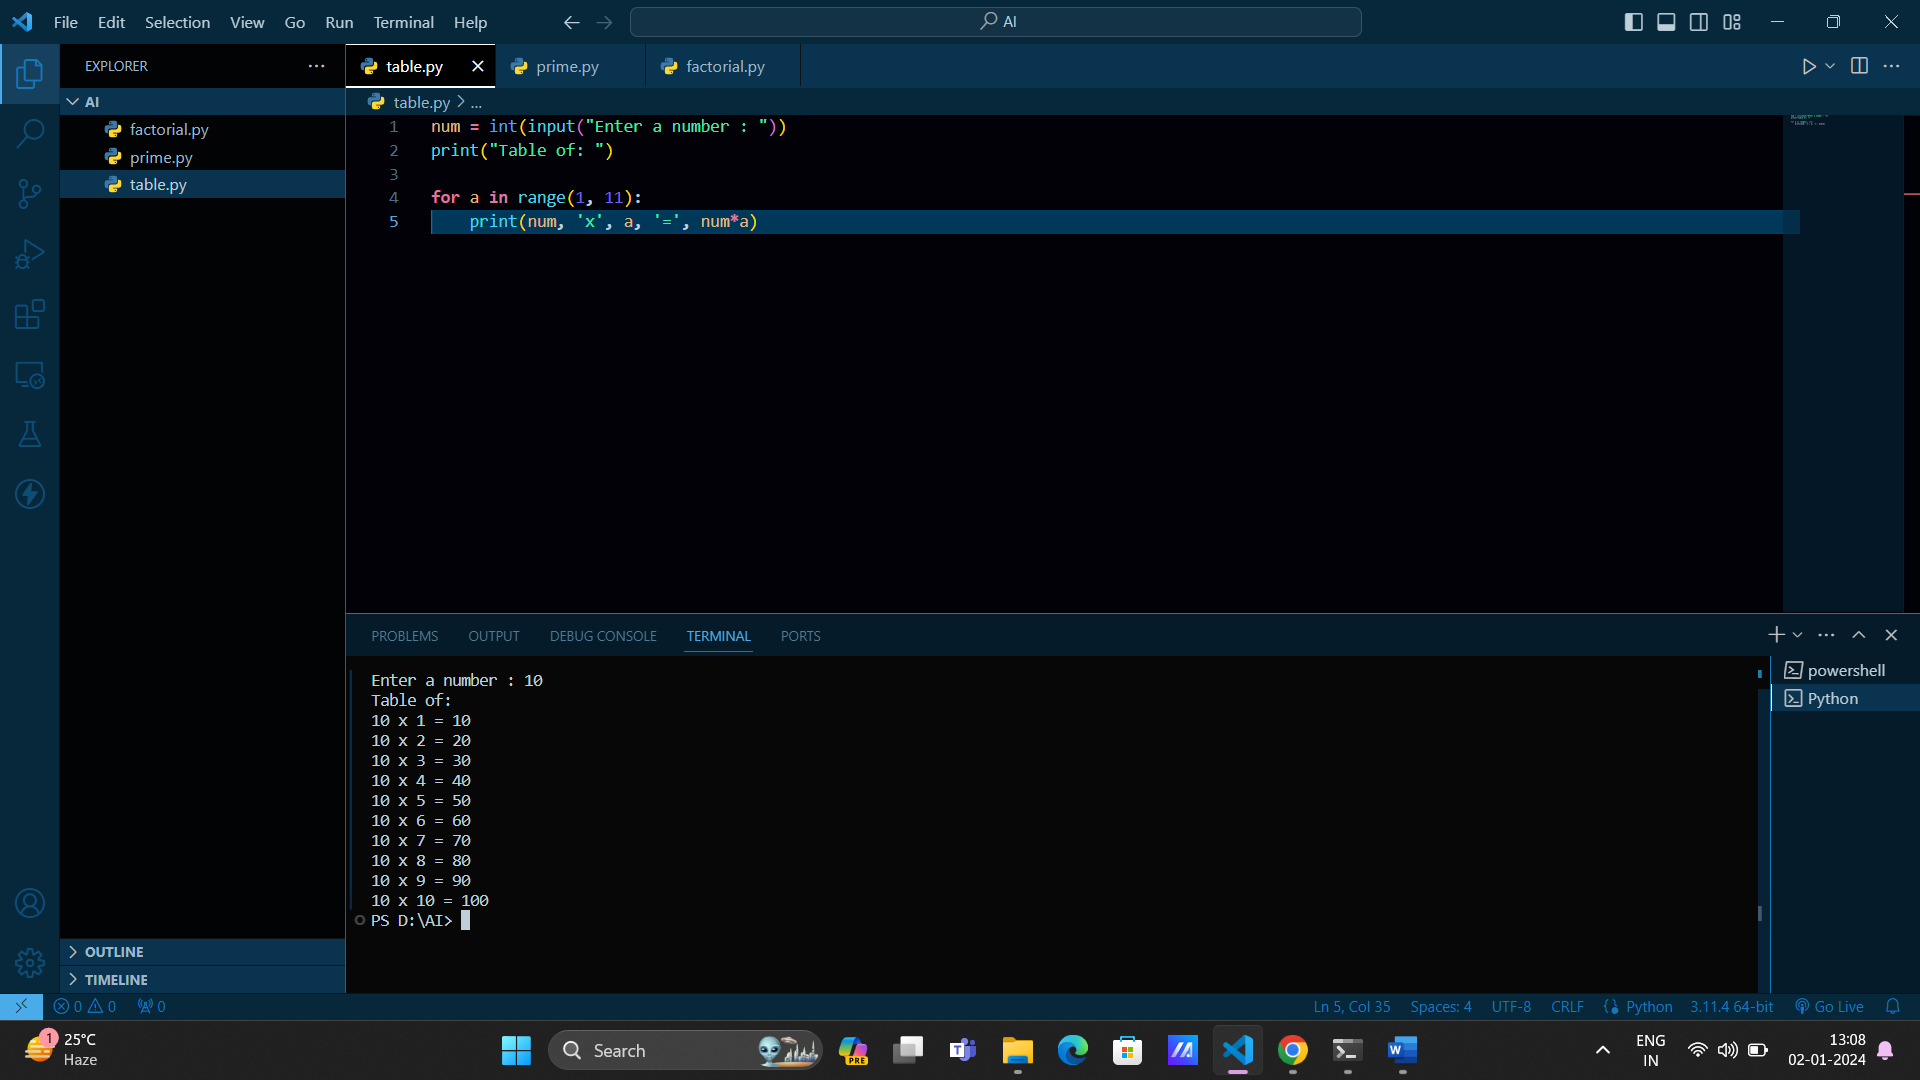 File Edit Selection View Go Run Terminal Help
AI
EXPLORER
AI
factorial.py
prime.py
table.py
OUTLINE
TIMELINE
table.py prime.py factorial.py
table.py > ...
1 num = int(input("Enter a number : "))
2 print("Table of: ")
3
4 for a in range(1, 11):
5     print(num, 'x', a, '=', num*a)
PROBLEMS OUTPUT DEBUG CONSOLE TERMINAL PORTS
powershell
Python
Enter a number : 10
Table of:
10 x 1 = 10
10 x 2 = 20
10 x 3 = 30
10 x 4 = 40
10 x 5 = 50
10 x 6 = 60
10 x 7 = 70
10 x 8 = 80
10 x 9 = 90
10 x 10 = 100
PS D:\AI>
0 0 0
Ln 5, Col 35 Spaces: 4 UTF-8 CRLF Python 3.11.4 64-bit Go Live
1
25°C
Haze
Search
PRE
ENG
IN
13:08
02-01-2024